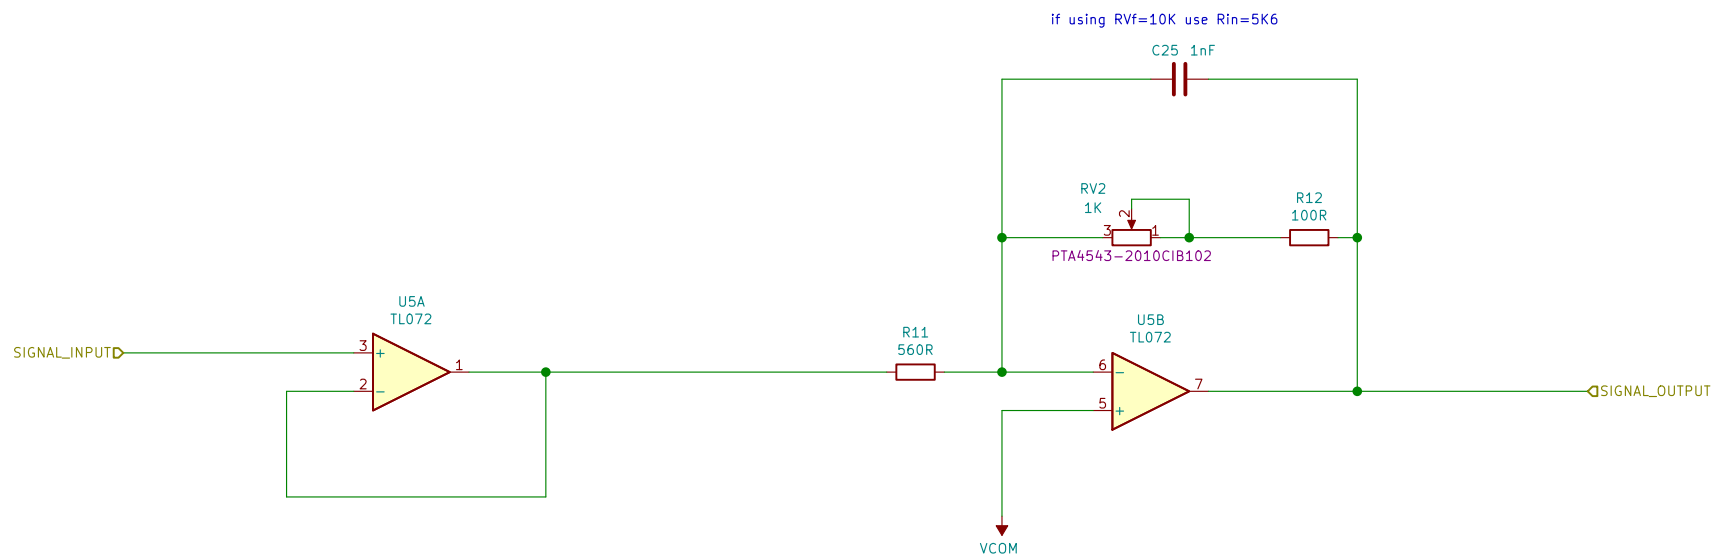 if using RVf=10K use Rin=5K6
C25 1nF
RV2
1K
2
3
1
PTA4543-2010CIB102
R12
100R
U5A
TL072
SIGNAL_INPUT
3
+
2
−
1
R11
560R
U5B
TL072
6
−
5
+
7
SIGNAL_OUTPUT
VCOM